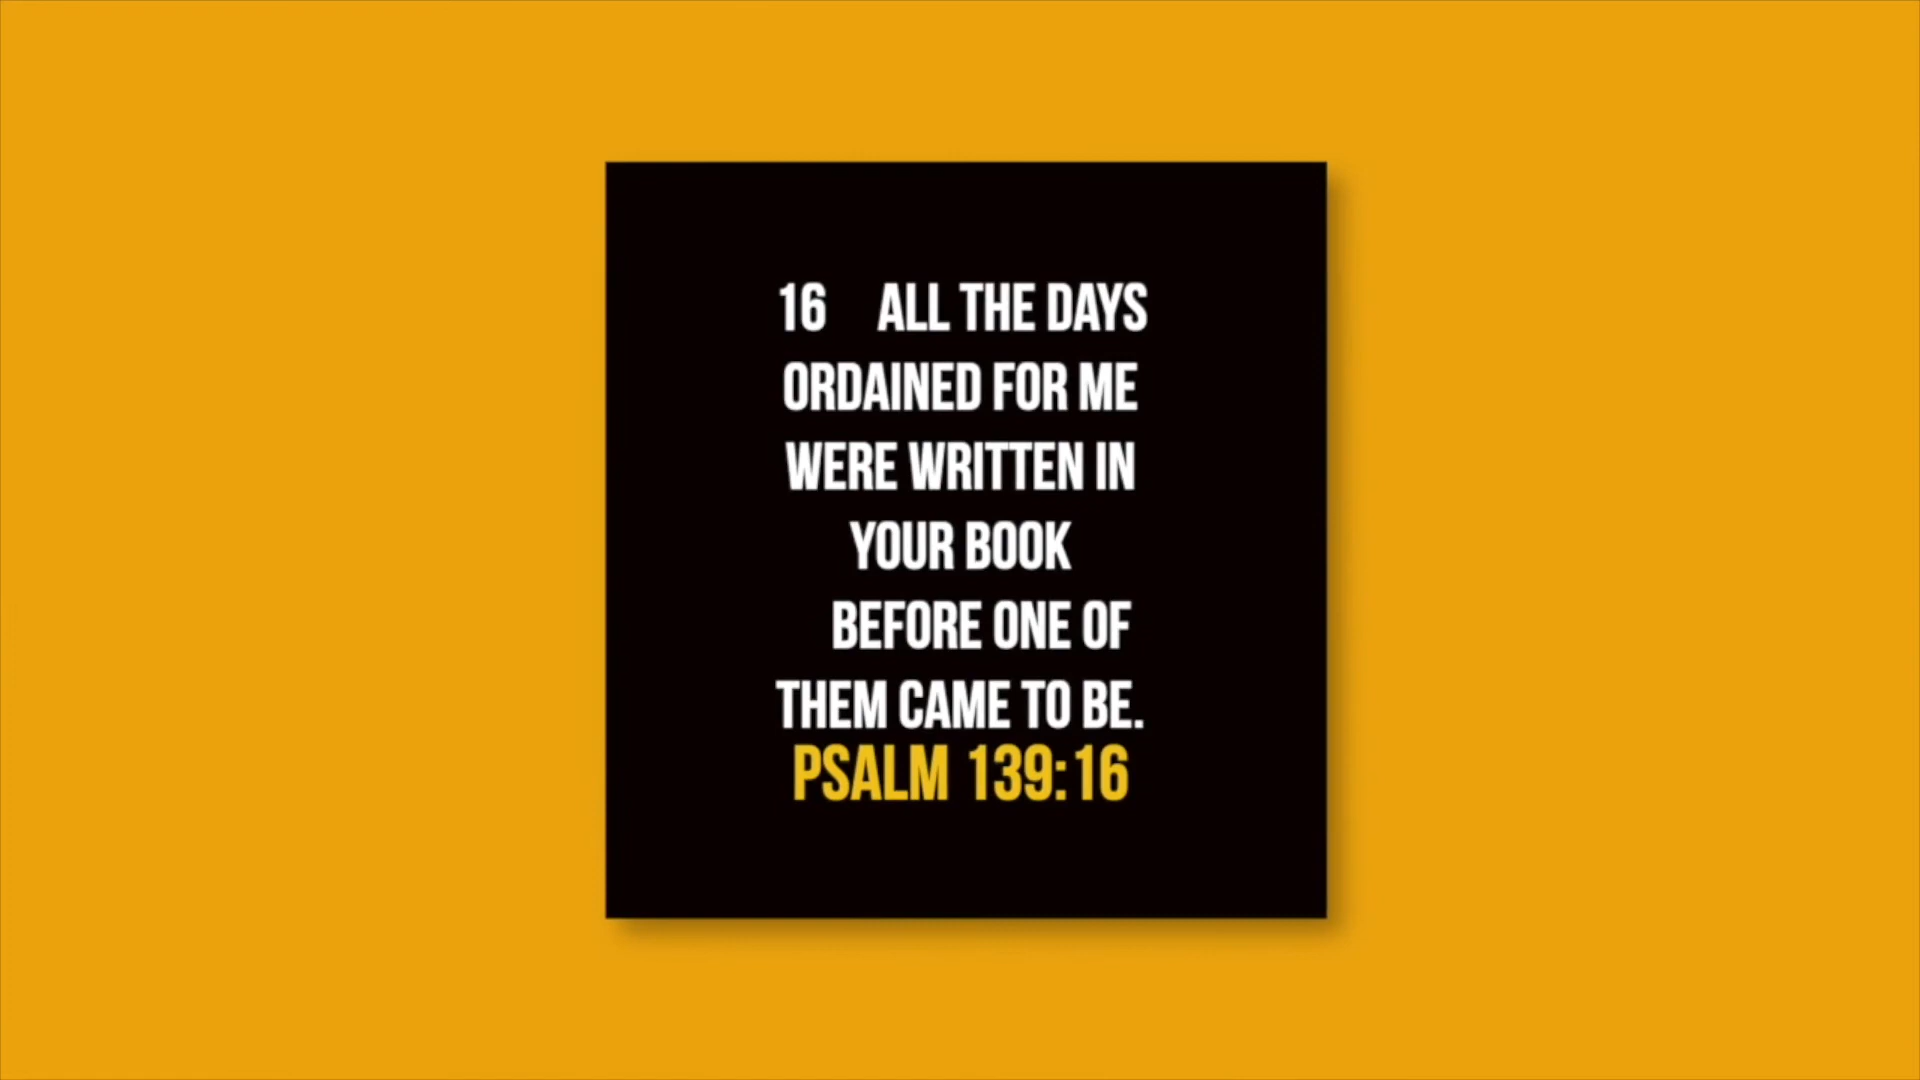 16 ALL THE DAYS
ORDAINED FOR ME
WERE WRITTEN IN
YOUR BOOK
BEFORE ONE OF
THEM CAME TO BE.
PSALM 139:16